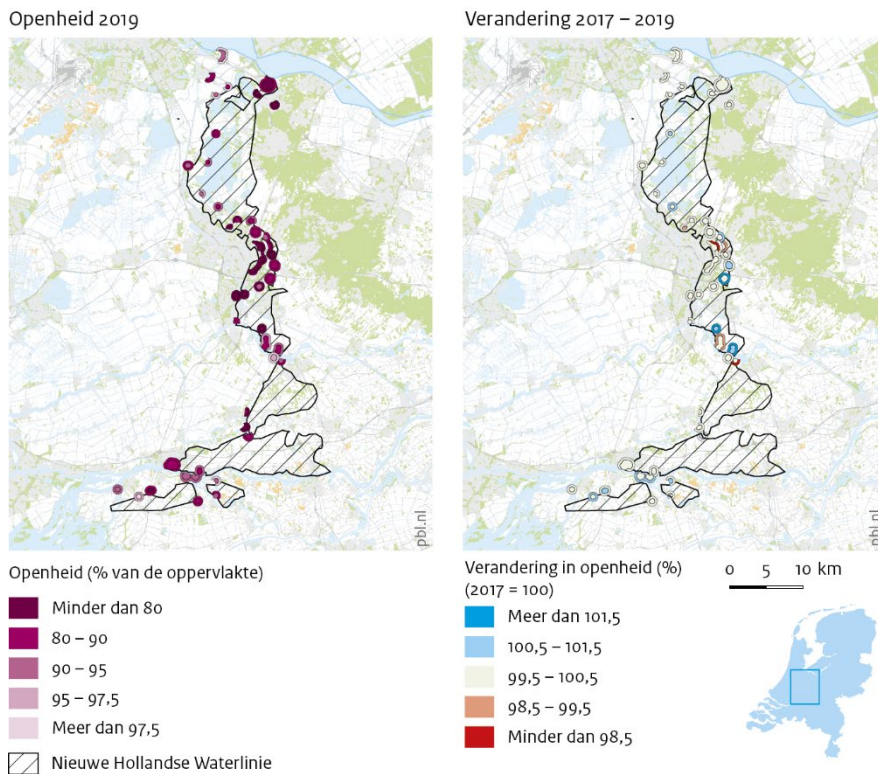 Openheid 2019
Verandering 2017 – 2019
pbl.nl
pbl.nl
Openheid (% van de oppervlakte)
Minder dan 80
80 – 90
90 – 95
95 – 97,5
Meer dan 97,5
Nieuwe Hollandse Waterlinie
Verandering in openheid (%)
(2017 = 100)
Meer dan 101,5
100,5 – 101,5
99,5 – 100,5
98,5 – 99,5
Minder dan 98,5
0 5 10 km